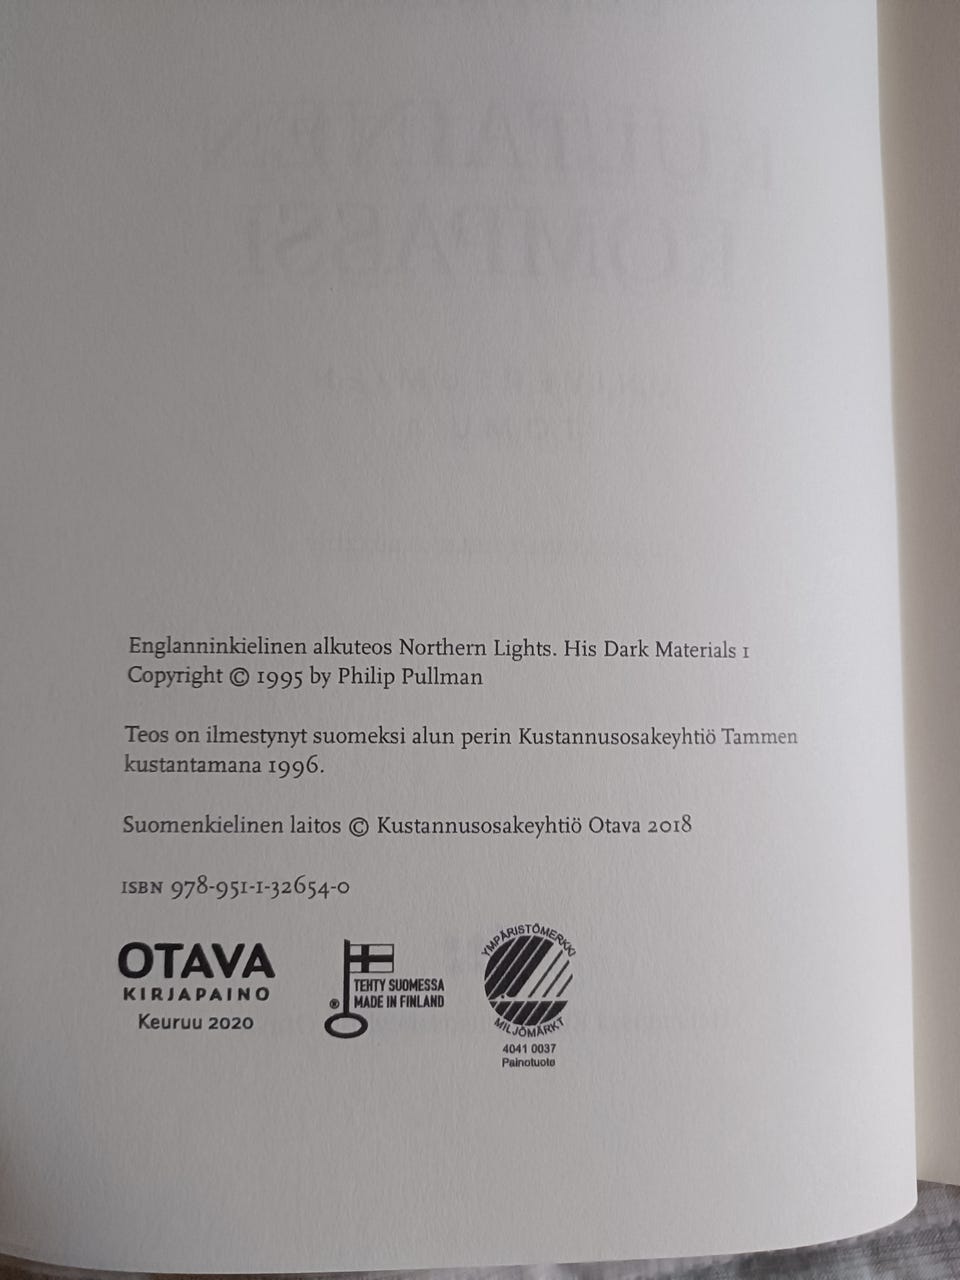 KULTAINEN
KOMPASSI
Englanninkielinen alkuteos Northern Lights. His Dark Materials 1
Copyright © 1995 by Philip Pullman
Teos on ilmestynyt suomeksi alun perin Kustannusosakeyhtiö Tammen
kustantamana 1996.
Suomenkielinen laitos © Kustannusosakeyhtiö Otava 2018
ISBN 978-951-1-32654-0
OTAVA
KIRJAPAINO
Keuruu 2020
TEHTY SUOMESSA
® MADE IN FINLAND
YMPÄRISTÖMERKKI
MILJÖMÄRKT
4041 0037
Painotuote